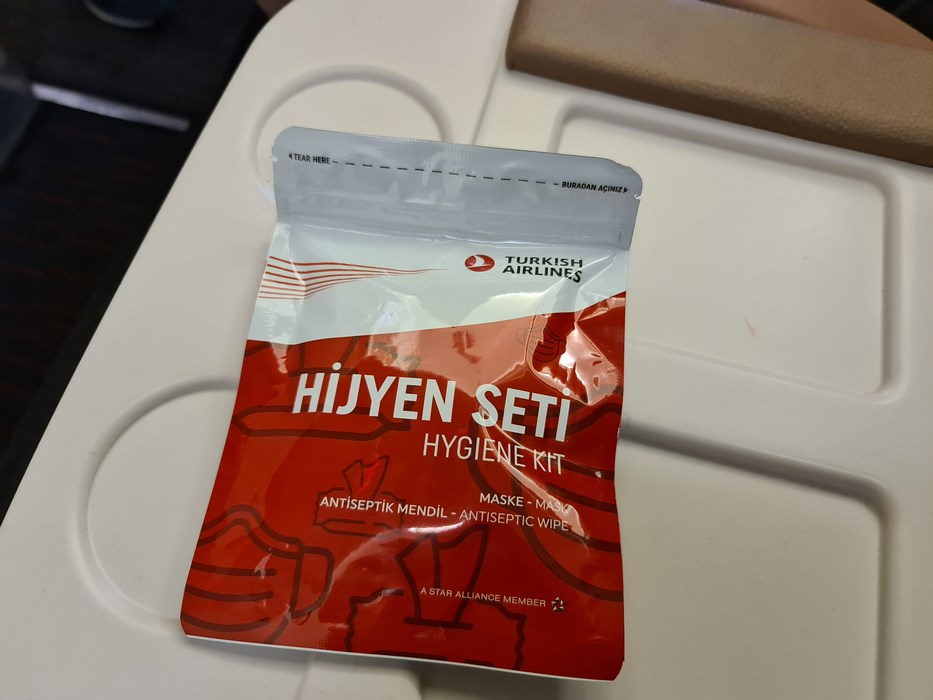 TEAR HERE
BURADAN AÇINIZ
TURKISH
AIRLINES
HİJYEN SETİ
HYGIENE KIT
MASKE - MASK
ANTİSEPTİK MENDİL - ANTISEPTIC WIPE
A STAR ALLIANCE MEMBER